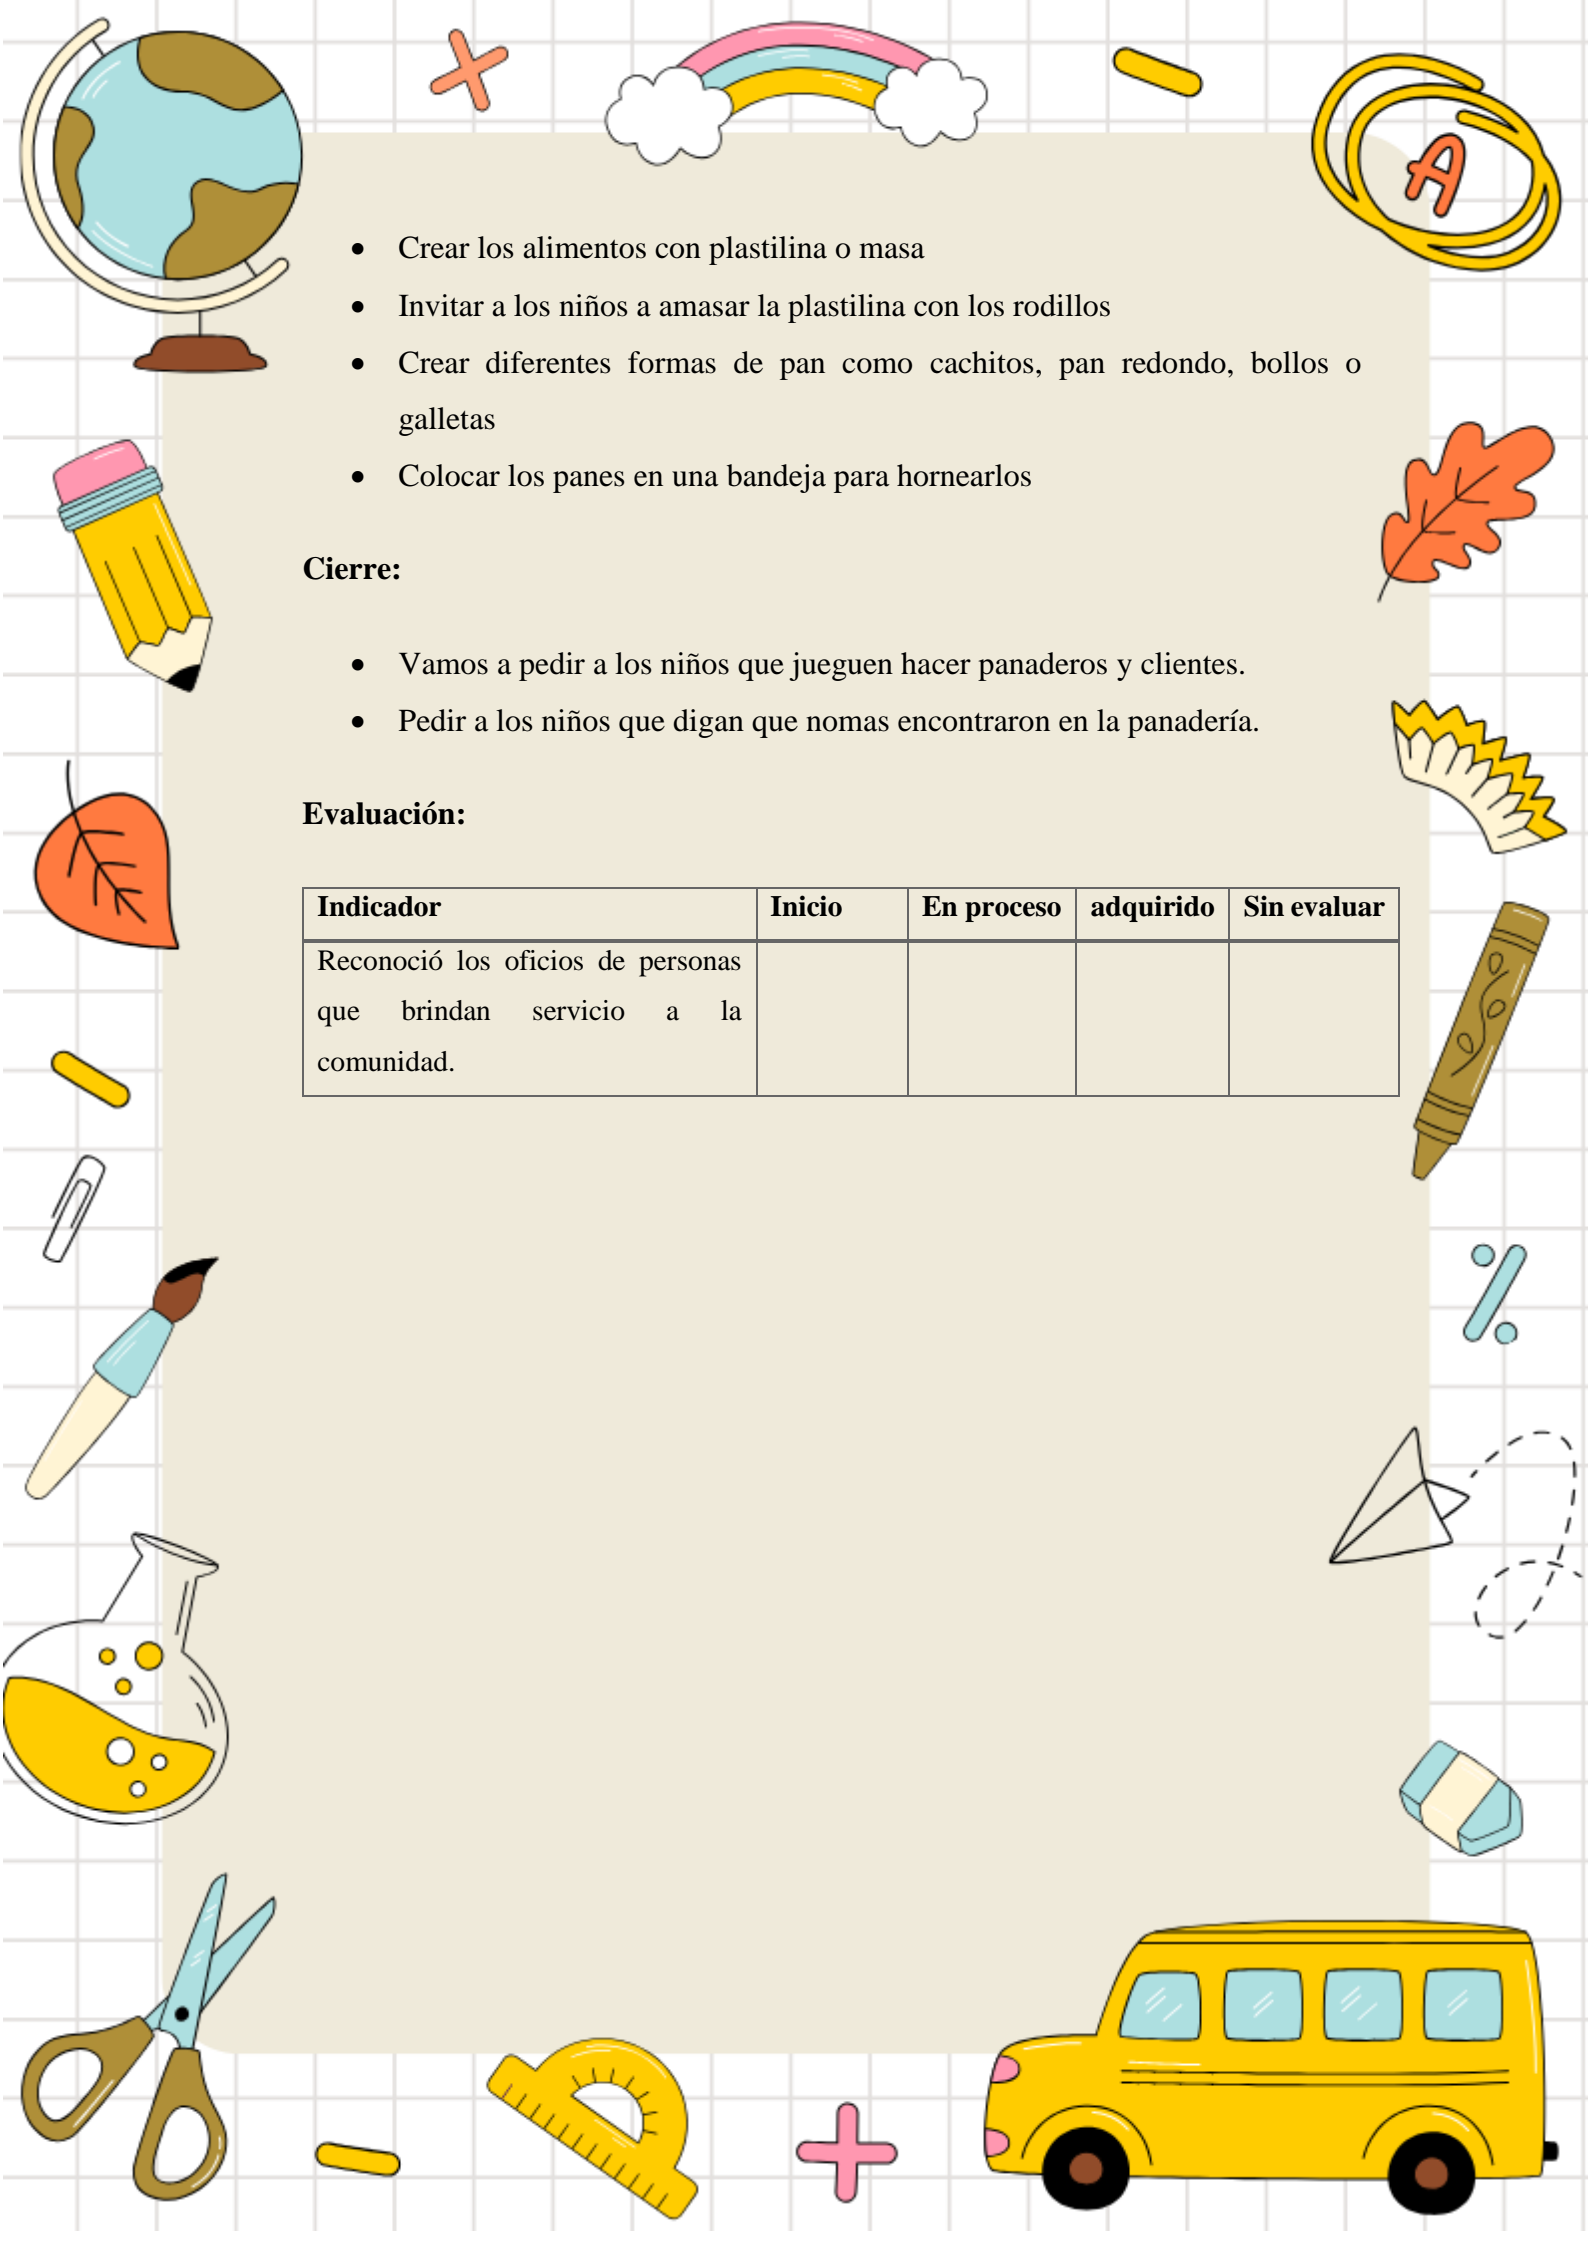 A
• Crear los alimentos con plastilina o masa
• Invitar a los niños a amasar la plastilina con los rodillos
• Crear diferentes formas de pan como cachitos, pan redondo, bollos o
galletas
• Colocar los panes en una bandeja para hornearlos
Cierre:
• Vamos a pedir a los niños que jueguen hacer panaderos y clientes.
• Pedir a los niños que digan que nomas encontraron en la panadería.
Evaluación:
Indicador Inicio En proceso adquirido Sin evaluar
Reconoció los oficios de personas
que brindan servicio a la
comunidad.